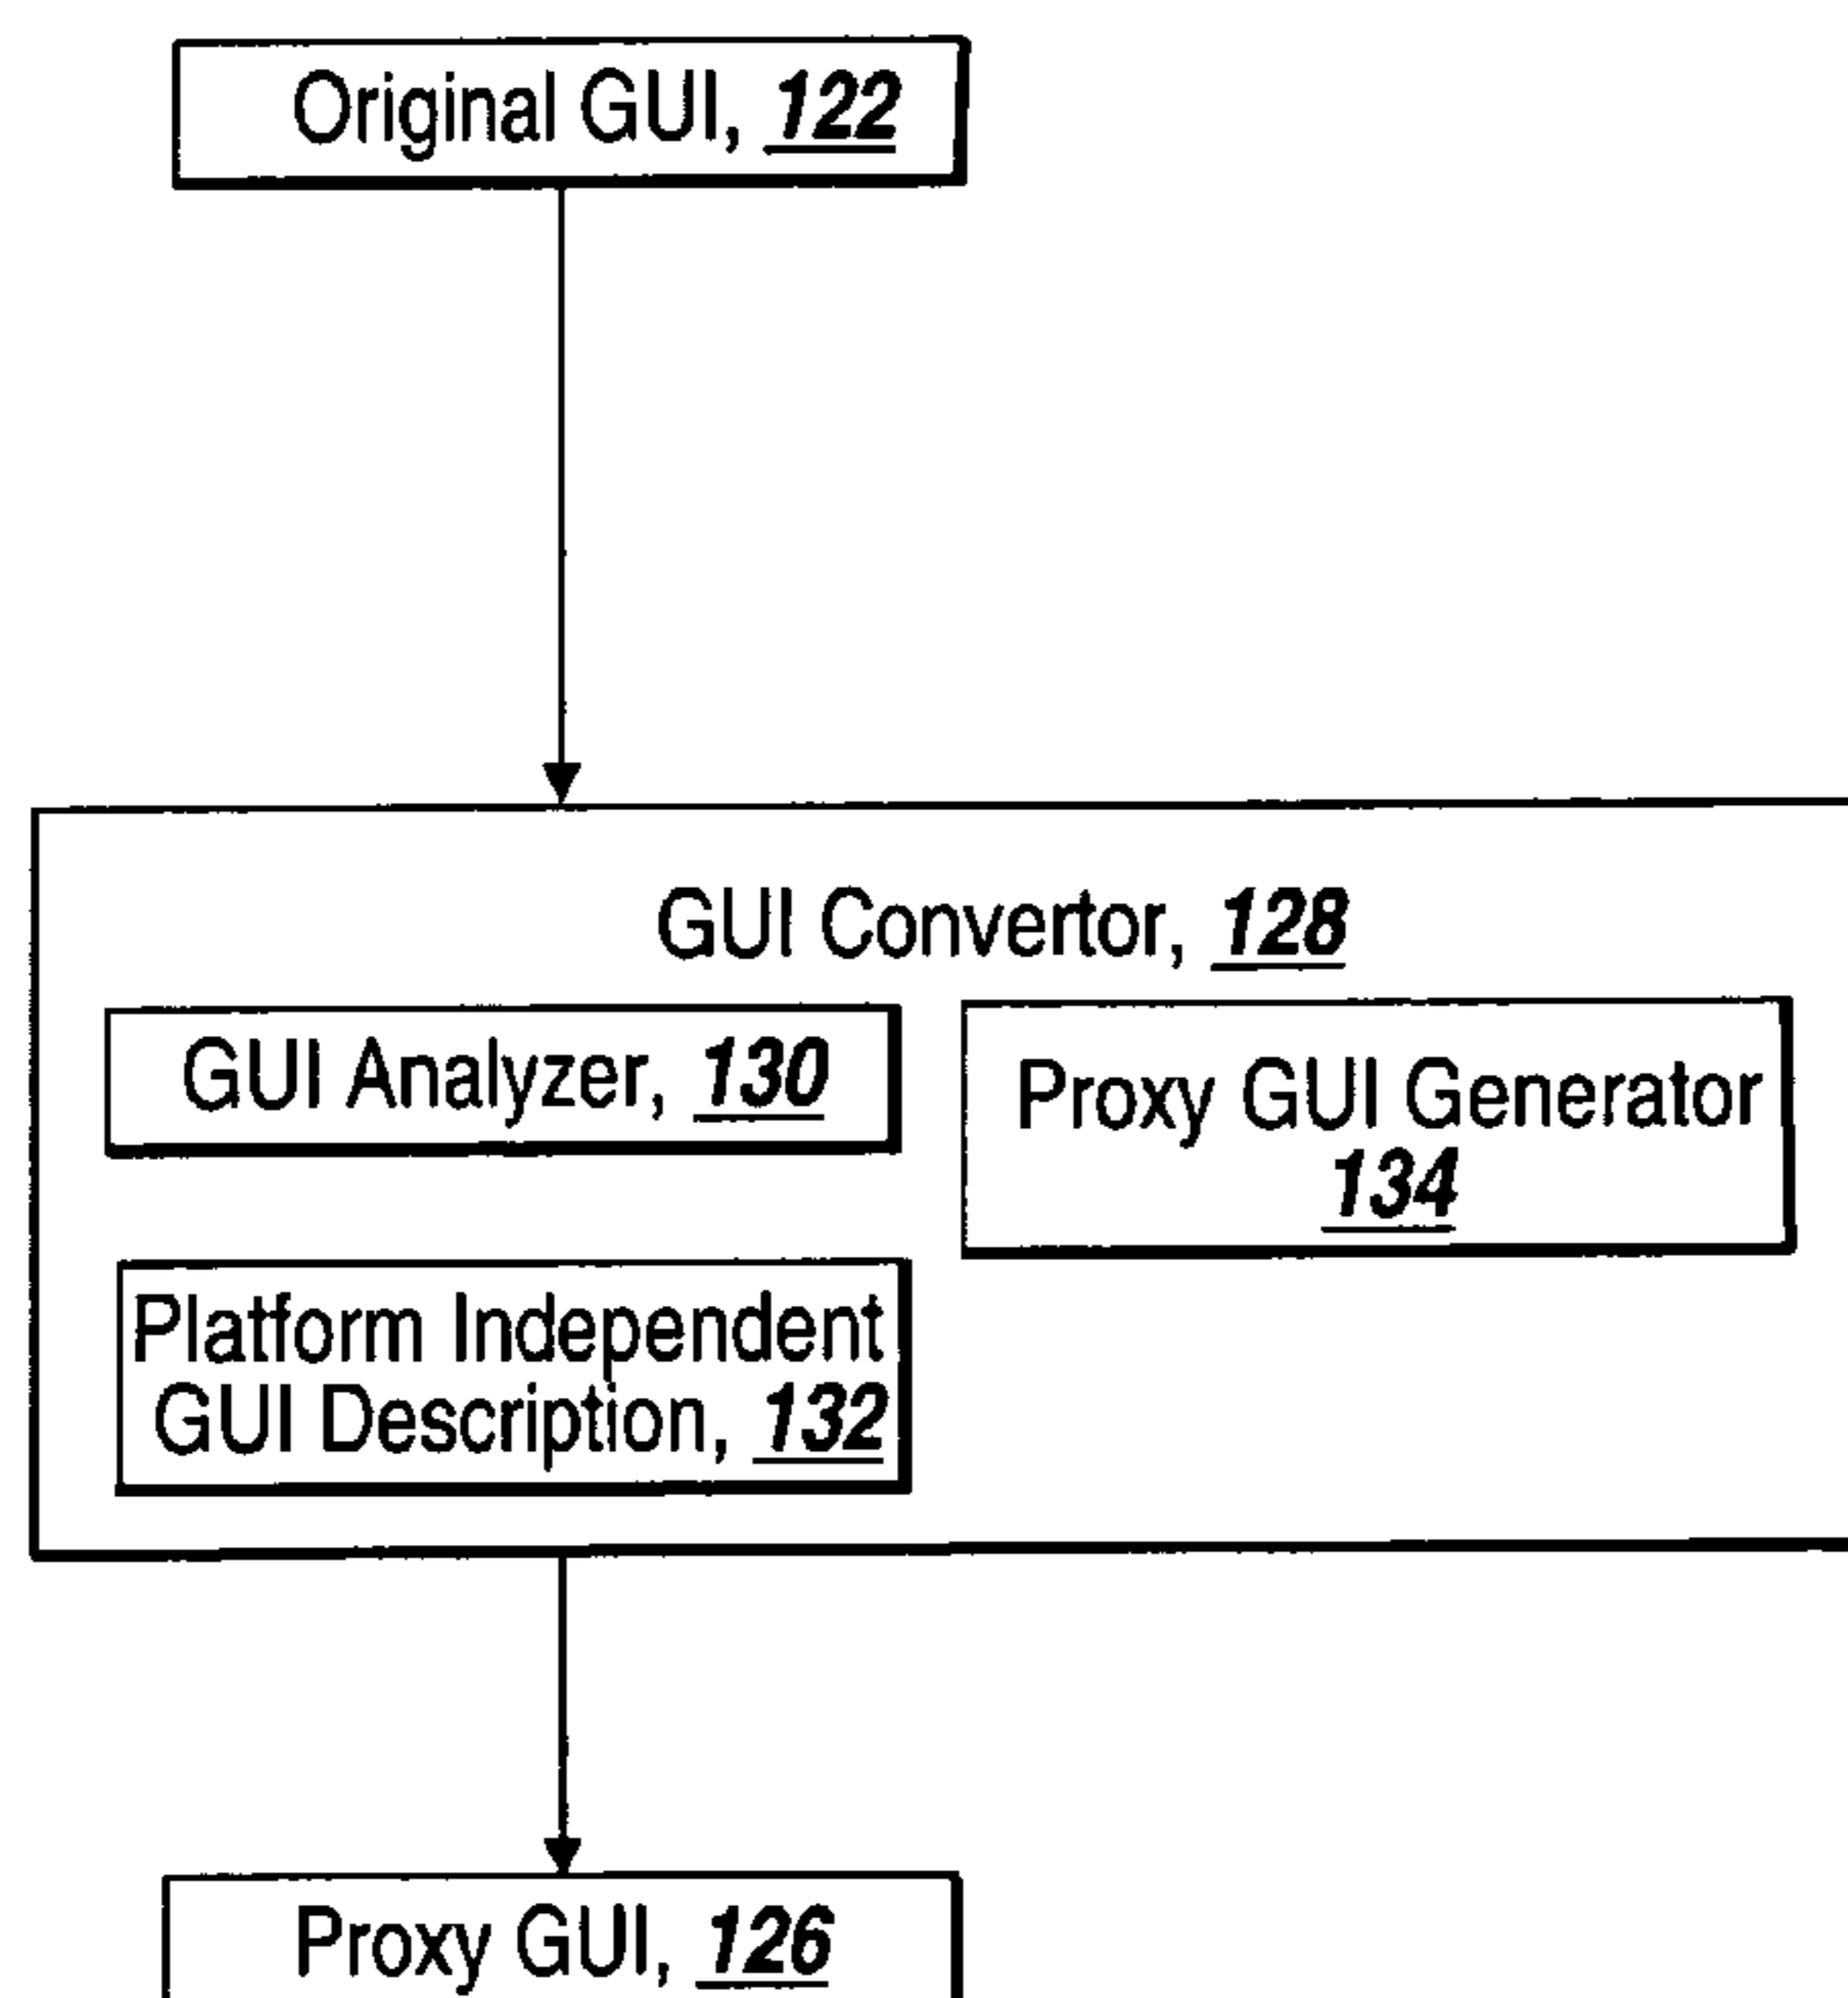 Original GUI, 122
GUI Convertor, 128
GUI Analyzer, 130
Proxy GUI Generator
134
Platform Independent
GUI Description, 132
Proxy GUI, 126